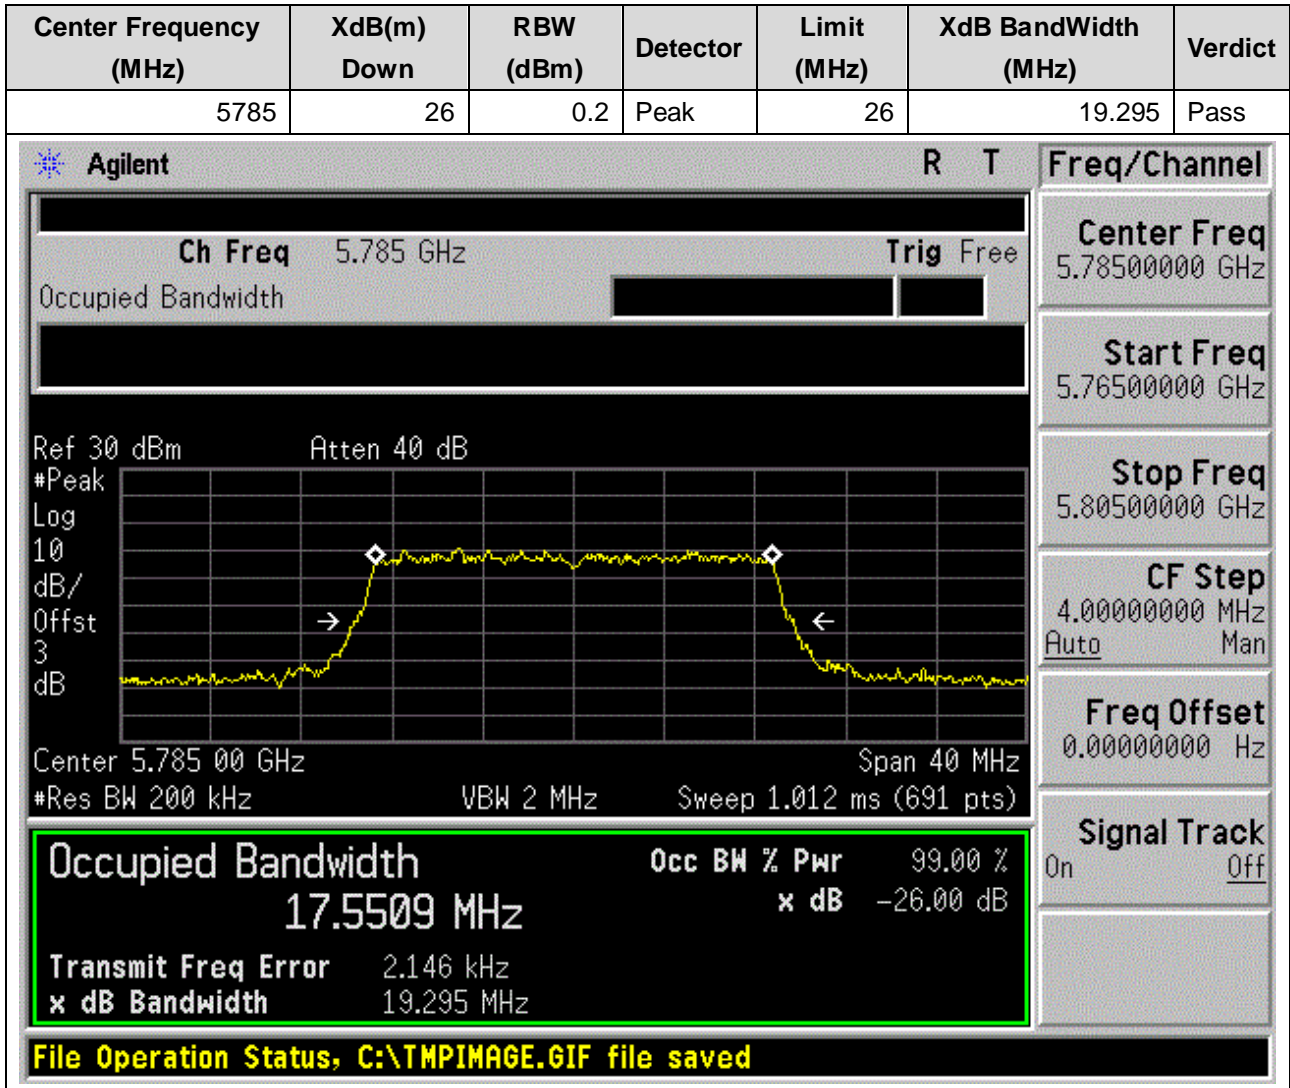 Center Frequency (MHz) XdB(m) Down RBW (dBm) Detector Limit (MHz) XdB BandWidth (MHz) Verdict
5785 26 0.2 Peak 26 19.295 Pass
Agilent R T Freq/Channel
Ch Freq 5.785 GHz Trig Free
Occupied Bandwidth
Center Freq
5.78500000 GHz
Start Freq
5.76500000 GHz
Stop Freq
5.80500000 GHz
CF Step
4.00000000 MHz
Auto Man
Freq Offset
0.00000000 Hz
Signal Track
On Off
Ref 30 dBm Atten 40 dB
#Peak
Log
10
dB/
Offst
3
dB
Center 5.785 00 GHz Span 40 MHz
#Res BW 200 kHz VBW 2 MHz Sweep 1.012 ms (691 pts)
Occupied Bandwidth Occ BW % Pwr 99.00 %
17.5509 MHz x dB -26.00 dB
Transmit Freq Error 2.146 kHz
x dB Bandwidth 19.295 MHz
File Operation Status, C:\TMPIMAGE.GIF file saved